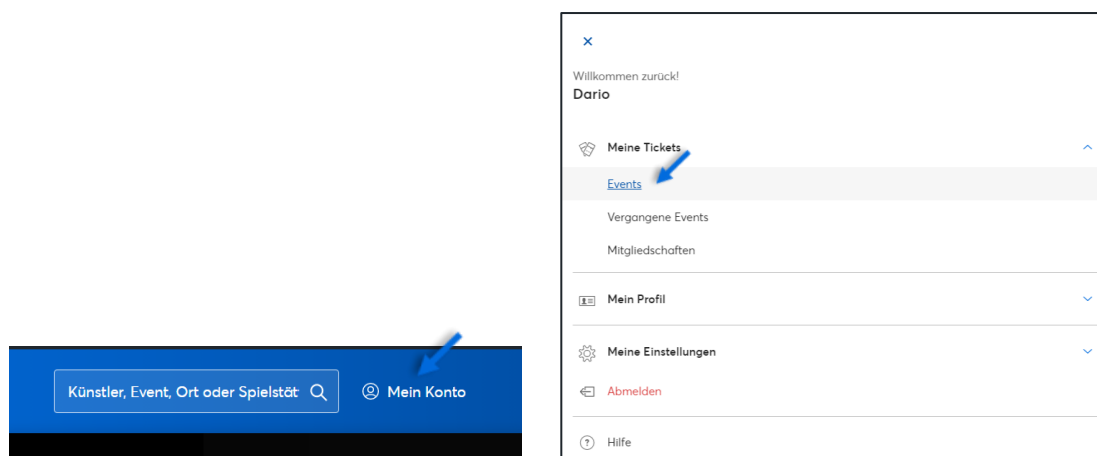 Künstler, Event, Ort oder Spielstät
Mein Konto
Willkommen zurück!
Dario
Meine Tickets
Events
Vergangene Events
Mitgliedschaften
Mein Profil
Meine Einstellungen
Abmelden
Hilfe